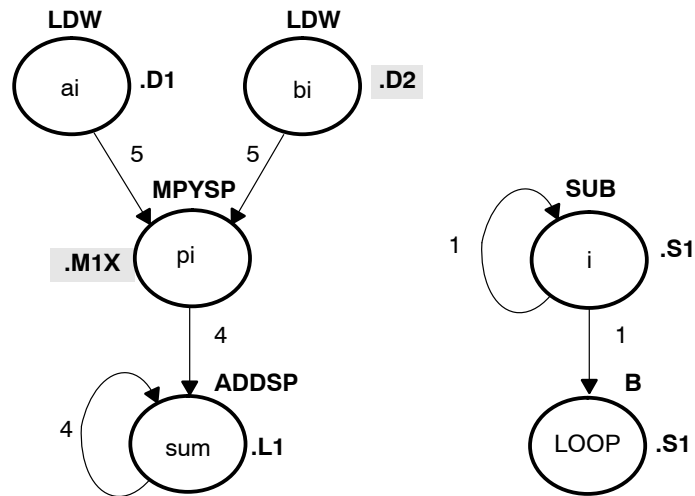 LDW
LDW
ai
.D1
bi
.D2
5
5
MPYSP
SUB
.M1X
pi
1
i
.S1
4
1
ADDSP
B
4
sum
.L1
LOOP
.S1